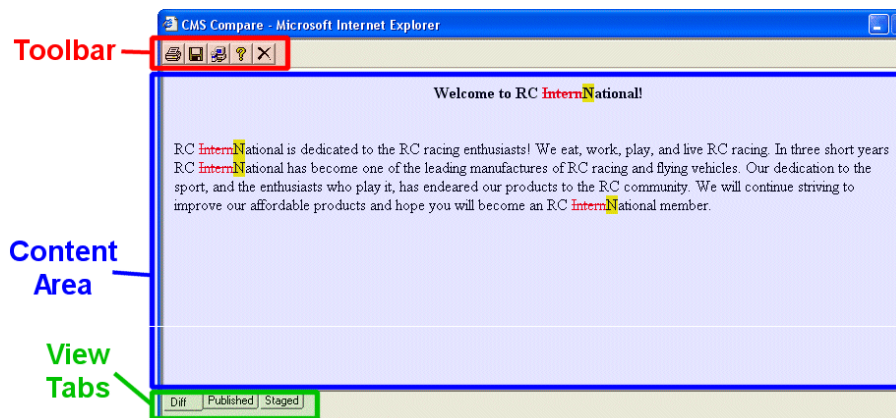 CMS Compare - Microsoft Internet Explorer
Toolbar
Welcome to RC InternNational!
RC InternNational is dedicated to the RC racing enthusiasts! We eat, work, play, and live RC racing. In three short years
RC InternNational has become one of the leading manufactures of RC racing and flying vehicles. Our dedication to the
sport, and the enthusiasts who play it, has endeared our products to the RC community. We will continue striving to
improve our affordable products and hope you will become an RC InternNational member.
Content
Area
View
Tabs
Diff Published Staged